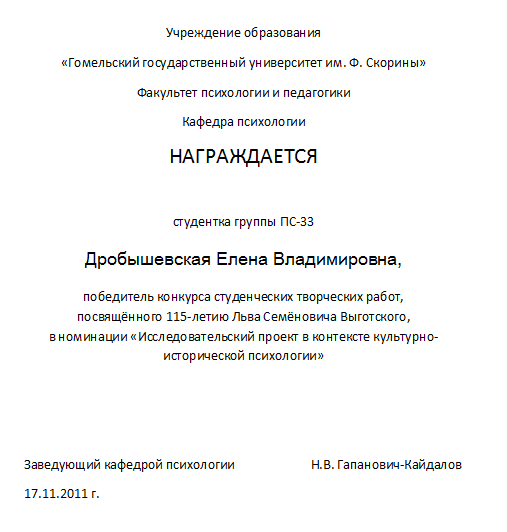 Учреждение образования
«Гомельский государственный университет им. Ф. Скорины»
Факультет психологии и педагогики
Кафедра психологии
НАГРАЖДАЕТСЯ
студентка группы ПС-33
Дробышевская Елена Владимировна,
победитель конкурса студенческих творческих работ,
посвящённого 115-летию Льва Семёновича Выготского,
в номинации «Исследовательский проект в контексте культурно-
исторической психологии»
Заведующий кафедрой психологии Н.В. Гапанович-Кайдалов
17.11.2011 г.